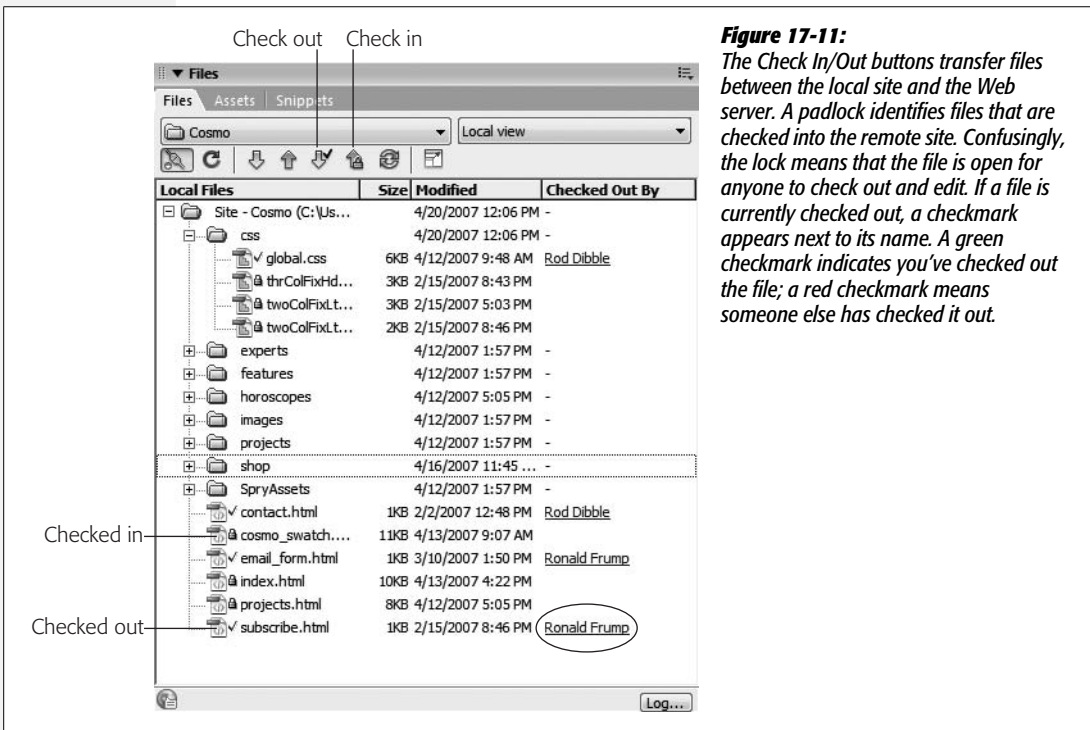 Check out Check in
Files
Files Assets Snippets
Cosmo Local view
Local Files Size Modified Checked Out By
Site - Cosmo (C:\Us... 4/20/2007 12:06 PM -
css 4/20/2007 12:06 PM -
global.css 6KB 4/12/2007 9:48 AM Rod Dibble
thrColFixHd... 3KB 2/15/2007 8:43 PM
twoColFixLt... 3KB 2/15/2007 5:03 PM
twoColFixLt... 2KB 2/15/2007 8:46 PM
experts 4/12/2007 1:57 PM -
features 4/12/2007 1:57 PM -
horoscopes 4/12/2007 5:05 PM -
images 4/12/2007 1:57 PM -
projects 4/12/2007 1:57 PM -
shop 4/16/2007 11:45 ... -
SpryAssets 4/12/2007 1:57 PM -
contact.html 1KB 2/2/2007 12:48 PM Rod Dibble
Checked in cosmo_swatch.... 11KB 4/13/2007 9:07 AM
email_form.html 1KB 3/10/2007 1:50 PM Ronald Frump
index.html 10KB 4/13/2007 4:22 PM
projects.html 8KB 4/12/2007 5:05 PM
Checked out subscribe.html 1KB 2/15/2007 8:46 PM Ronald Frump
Log...
Figure 17-11:
The Check In/Out buttons transfer files
between the local site and the Web
server. A padlock identifies files that are
checked into the remote site. Confusingly,
the lock means that the file is open for
anyone to check out and edit. If a file is
currently checked out, a checkmark
appears next to its name. A green
checkmark indicates you've checked out
the file; a red checkmark means
someone else has checked it out.